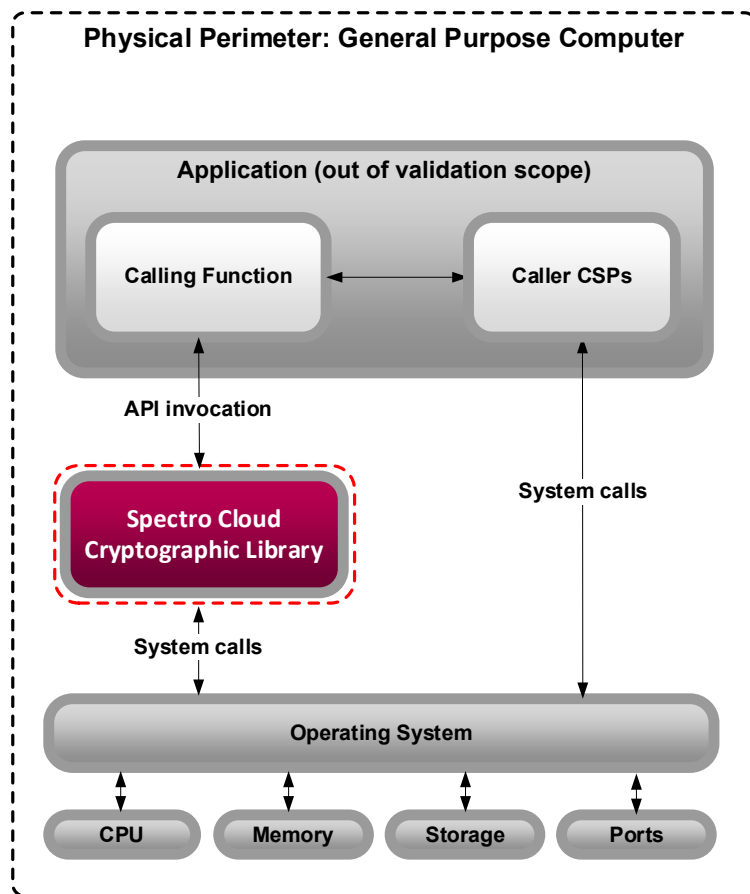 Physical Perimeter: General Purpose Computer
Application (out of validation scope)
Calling Function
Caller CSPs
API invocation
System calls
Spectro Cloud
Cryptographic Library
System calls
Operating System
CPU
Memory
Storage
Ports